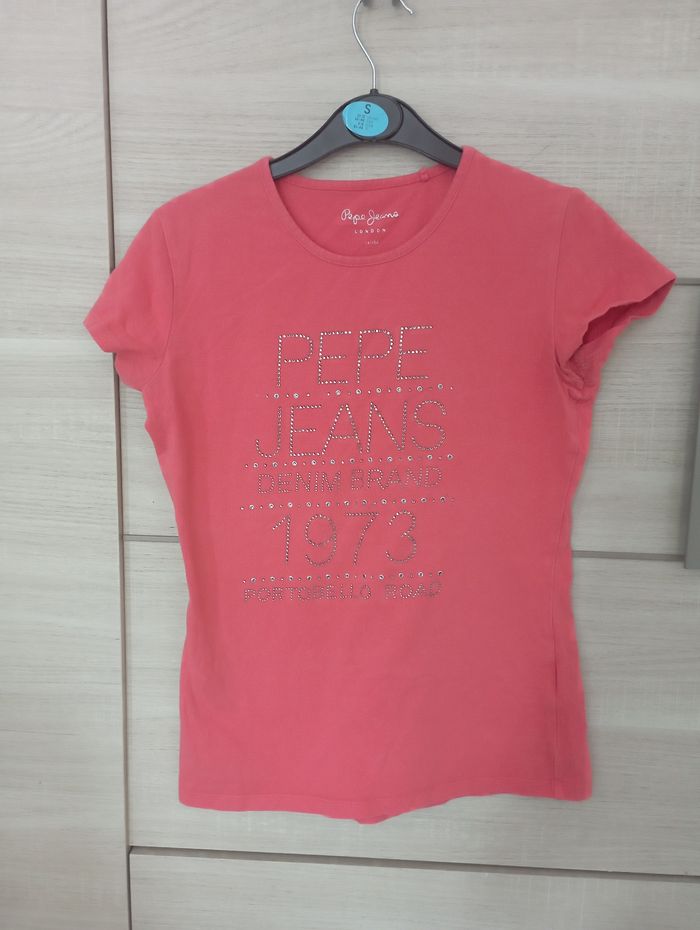 S
Pepe Jeans
LONDON
PEPE
JEANS
DENIM BRAND
1973
PORTOBELLO ROAD